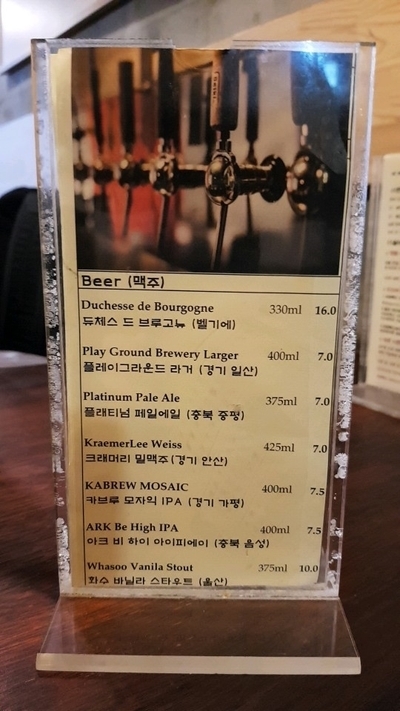 Beer (맥주)
Duchesse de Bourgogne 330ml 16.0
듀체스 드 브루고뉴 (벨기에)
Play Ground Brewery Larger 400ml 7.0
플레이그라운드 라거 (경기 일산)
Platinum Pale Ale 375ml 7.0
플래티넘 페일에일 (충북 증평)
KraemerLee Weiss 425ml 7.0
크래머리 밀맥주(경기 안산)
KABREW MOSAIC 400ml 7.5
카브루 모자익 IPA (경기 가평)
ARK Be High IPA 400ml 7.5
아크 비 하이 아이피에이 (충북 음성)
Whasoo Vanila Stout 375ml 10.0
화수 바닐라 스타우트 (울산)